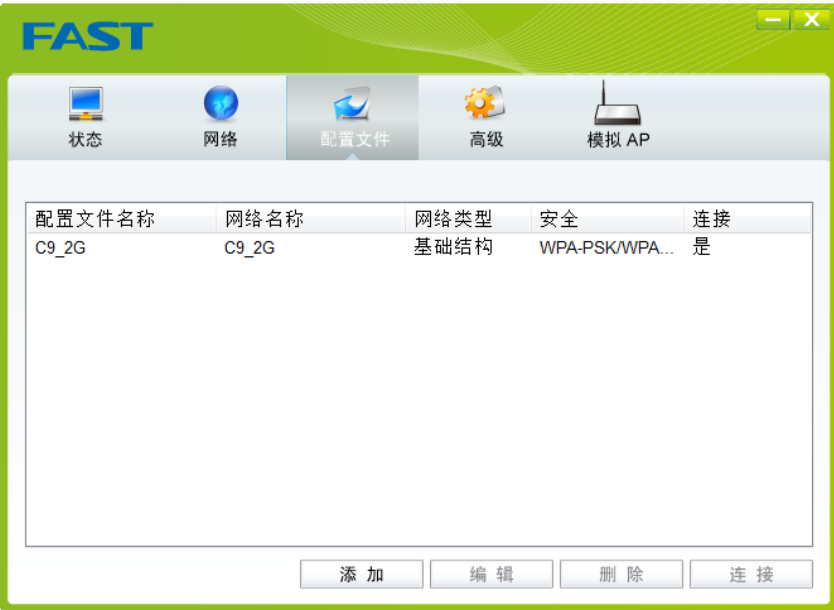 FAST
状态 网络 配置文件 高级 模拟 AP
配置文件名称 网络名称 网络类型 安全 连接
C9_2G C9_2G 基础结构 WPA-PSK/WPA... 是
添加 编辑 删除 连接